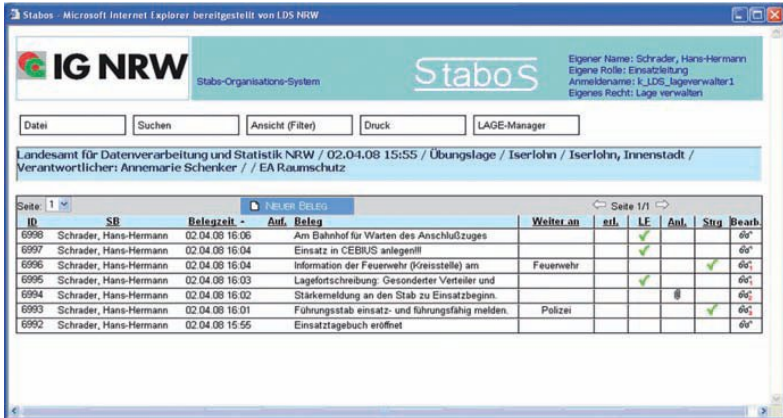 Stabos - Microsoft Internet Explorer bereitgestellt von LDS NRW
IG NRW
Stabs-Organisations-System
StaboS
Eigener Name: Schrader, Hans-Hermann
Eigene Rolle: Einsatzleitung
Anmeldename: k_LDS_lageverwalter1
Eigenes Recht: Lage verwalten
Datei Suchen Ansicht (Filter) Druck LAGE-Manager
Landesamt für Datenverarbeitung und Statistik NRW / 02.04.08 15:55 / Übungslage / Iserlohn / Iserlohn, Innenstadt /
Verantwortlicher: Annemarie Schenker / / EA Raumschutz
Seite: 1 NEUER BELEG Seite 1/1
ID SB Belegzeit Auf. Beleg Weiter an erl. LF Anl. Strg Bearb.
6998 Schrader, Hans-Hermann 02.04.08 16:06 Am Bahnhof für Warten des Anschlußzuges
6997 Schrader, Hans-Hermann 02.04.08 16:04 Einsatz in CEBIUS anlegen!!!
6996 Schrader, Hans-Hermann 02.04.08 16:04 Information der Feuerwehr (Kreisstelle) am Feuerwehr
6995 Schrader, Hans-Hermann 02.04.08 16:03 Lagefortschreibung: Gesonderter Verteiler und
6994 Schrader, Hans-Hermann 02.04.08 16:02 Stärkemeldung an den Stab zu Einsatzbeginn.
6993 Schrader, Hans-Hermann 02.04.08 16:01 Führungsstab einsatz- und führungsfähig melden. Polizei
6992 Schrader, Hans-Hermann 02.04.08 15:55 Einsatztagebuch eröffnet